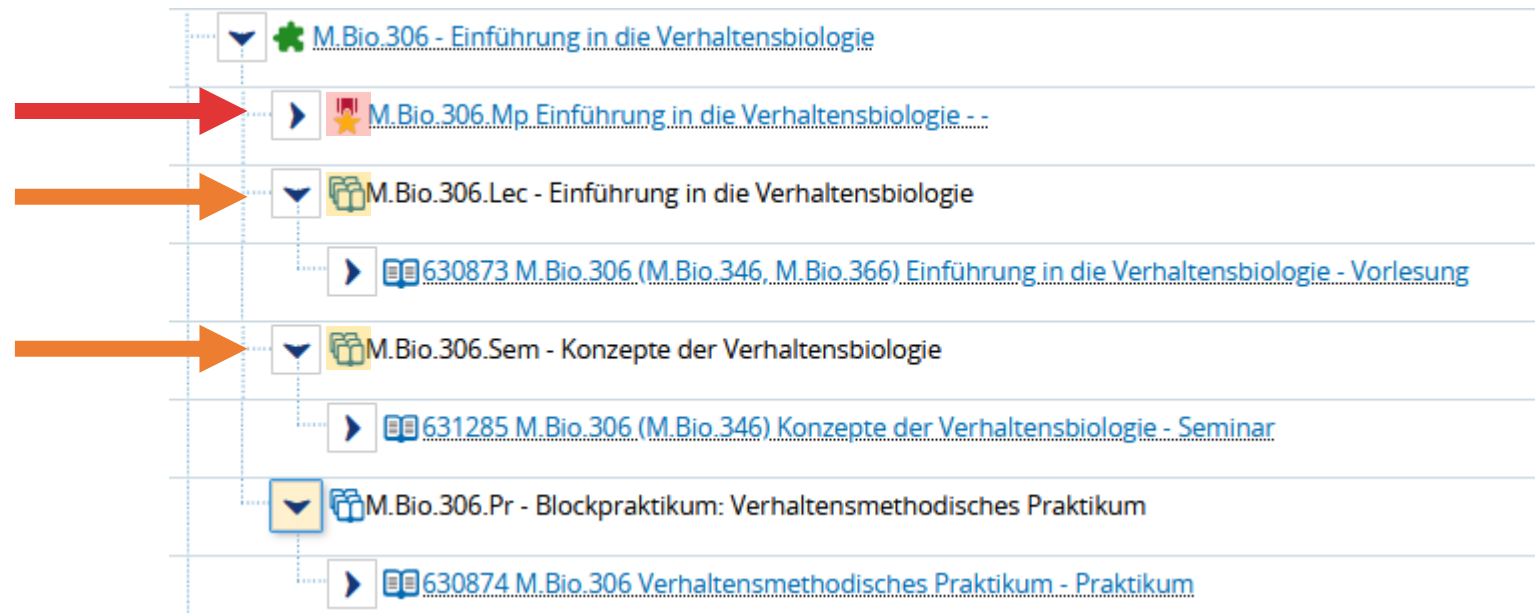 M.Bio.306 - Einführung in die Verhaltensbiologie
M.Bio.306.Mp Einführung in die Verhaltensbiologie - -
M.Bio.306.Lec - Einführung in die Verhaltensbiologie
630873 M.Bio.306 (M.Bio.346, M.Bio.366) Einführung in die Verhaltensbiologie - Vorlesung
M.Bio.306.Sem - Konzepte der Verhaltensbiologie
631285 M.Bio.306 (M.Bio.346) Konzepte der Verhaltensbiologie - Seminar
M.Bio.306.Pr - Blockpraktikum: Verhaltensmethodisches Praktikum
630874 M.Bio.306 Verhaltensmethodisches Praktikum - Praktikum